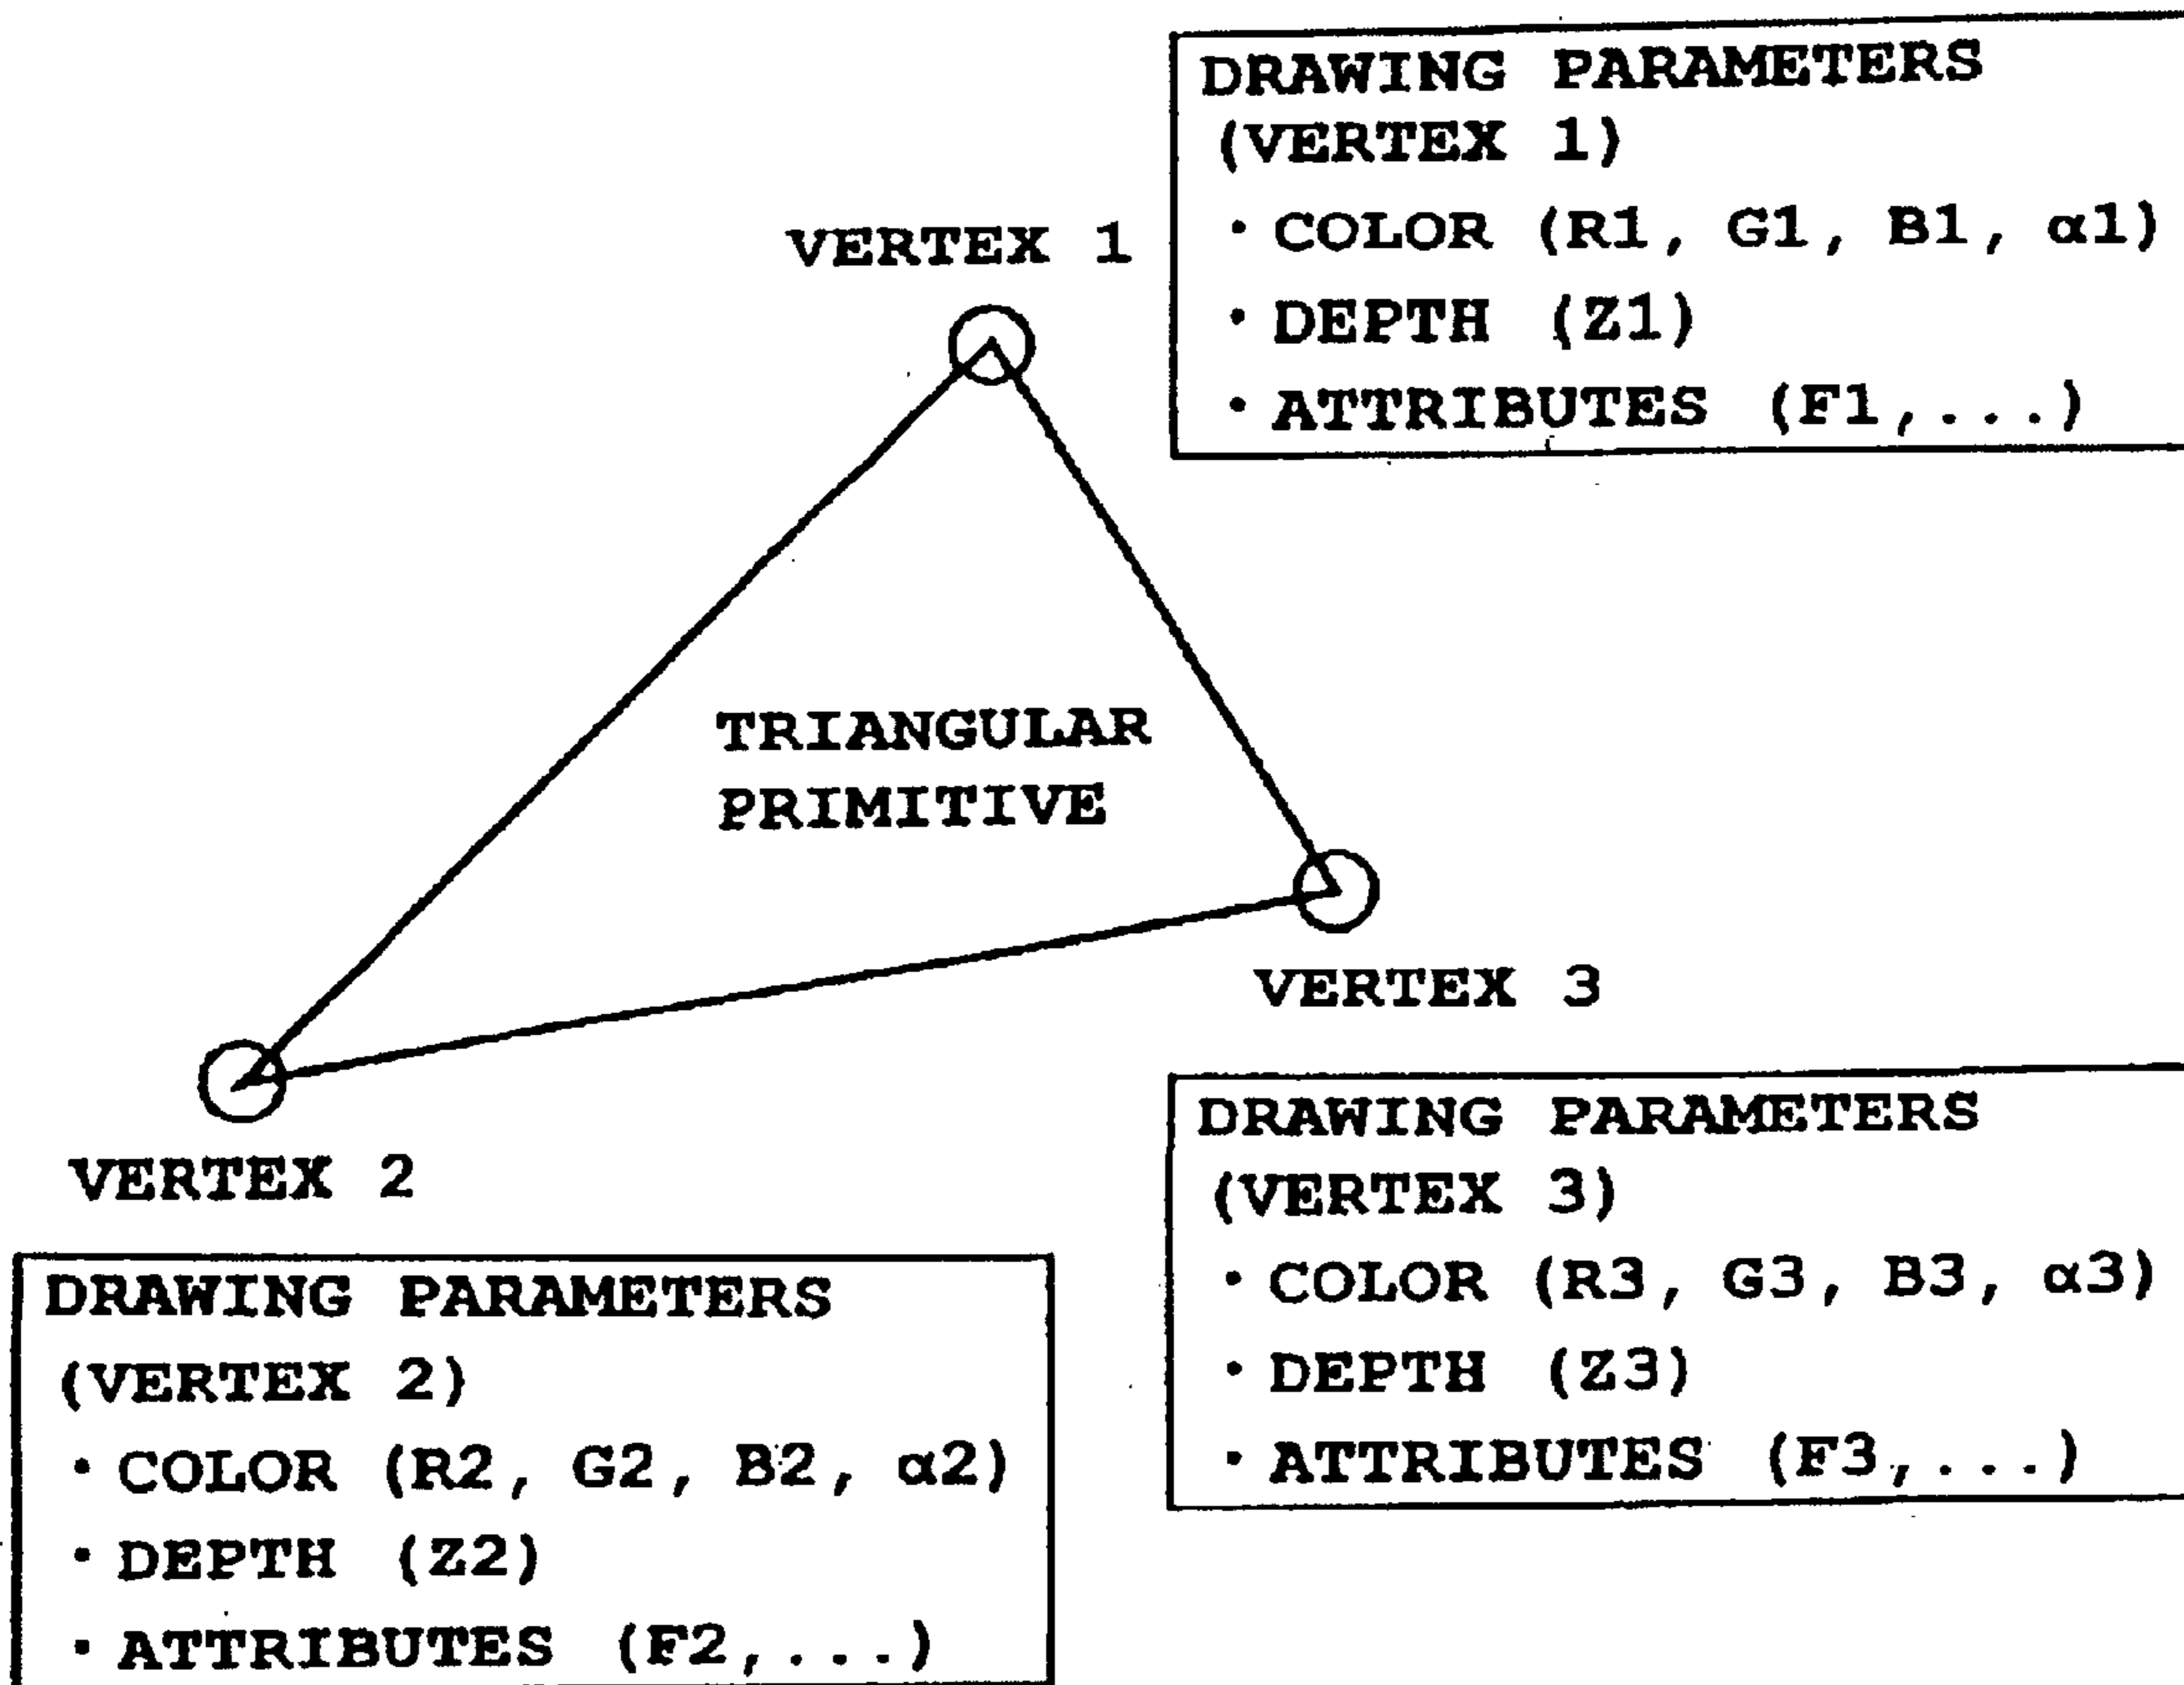 DRAWING PARAMETERS
(VERTEX 1)
・COLOR (R1, G1, B1, α1)
・DEPTH (Z1)
・ATTRIBUTES (F1,...)
VERTEX 1
TRIANGULAR
PRIMITIVE
VERTEX 3
VERTEX 2
DRAWING PARAMETERS
(VERTEX 3)
・COLOR (R3, G3, B3, α3)
・DEPTH (Z3)
・ATTRIBUTES (F3,...)
DRAWING PARAMETERS
(VERTEX 2)
・COLOR (R2, G2, B2, α2)
・DEPTH (Z2)
・ATTRIBUTES (F2,...)